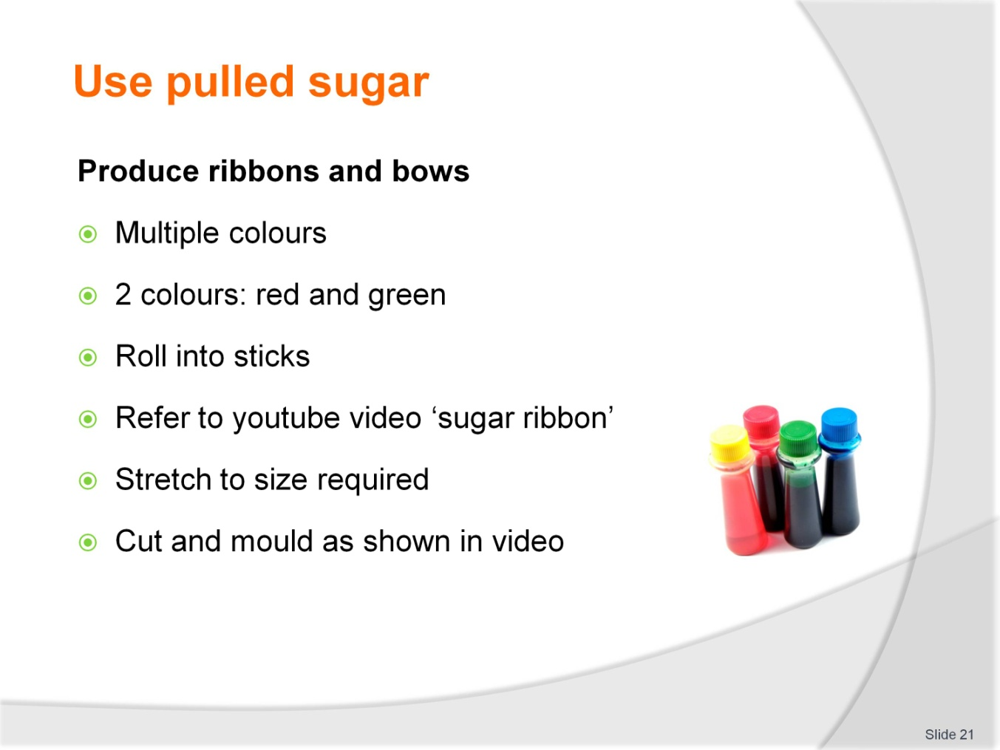 Use pulled sugar
Produce ribbons and bows
Multiple colours
2 colours: red and green
Roll into sticks
Refer to youtube video ‘sugar ribbon’
Stretch to size required
Cut and mould as shown in video
Slide 21